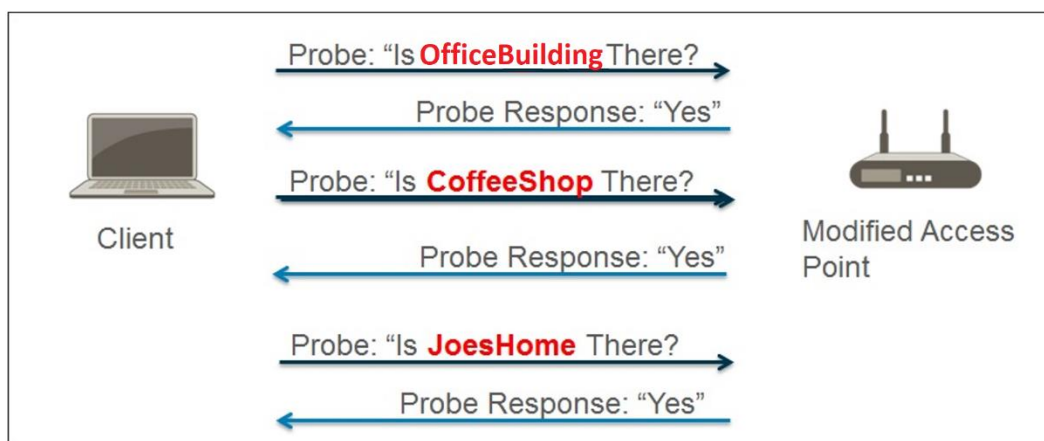 Probe: “Is OfficeBuilding There?
Probe Response: “Yes”
Probe: “Is CoffeeShop There?
Client
Modified Access
Point
Probe Response: “Yes”
Probe: “Is JoesHome There?
Probe Response: “Yes”